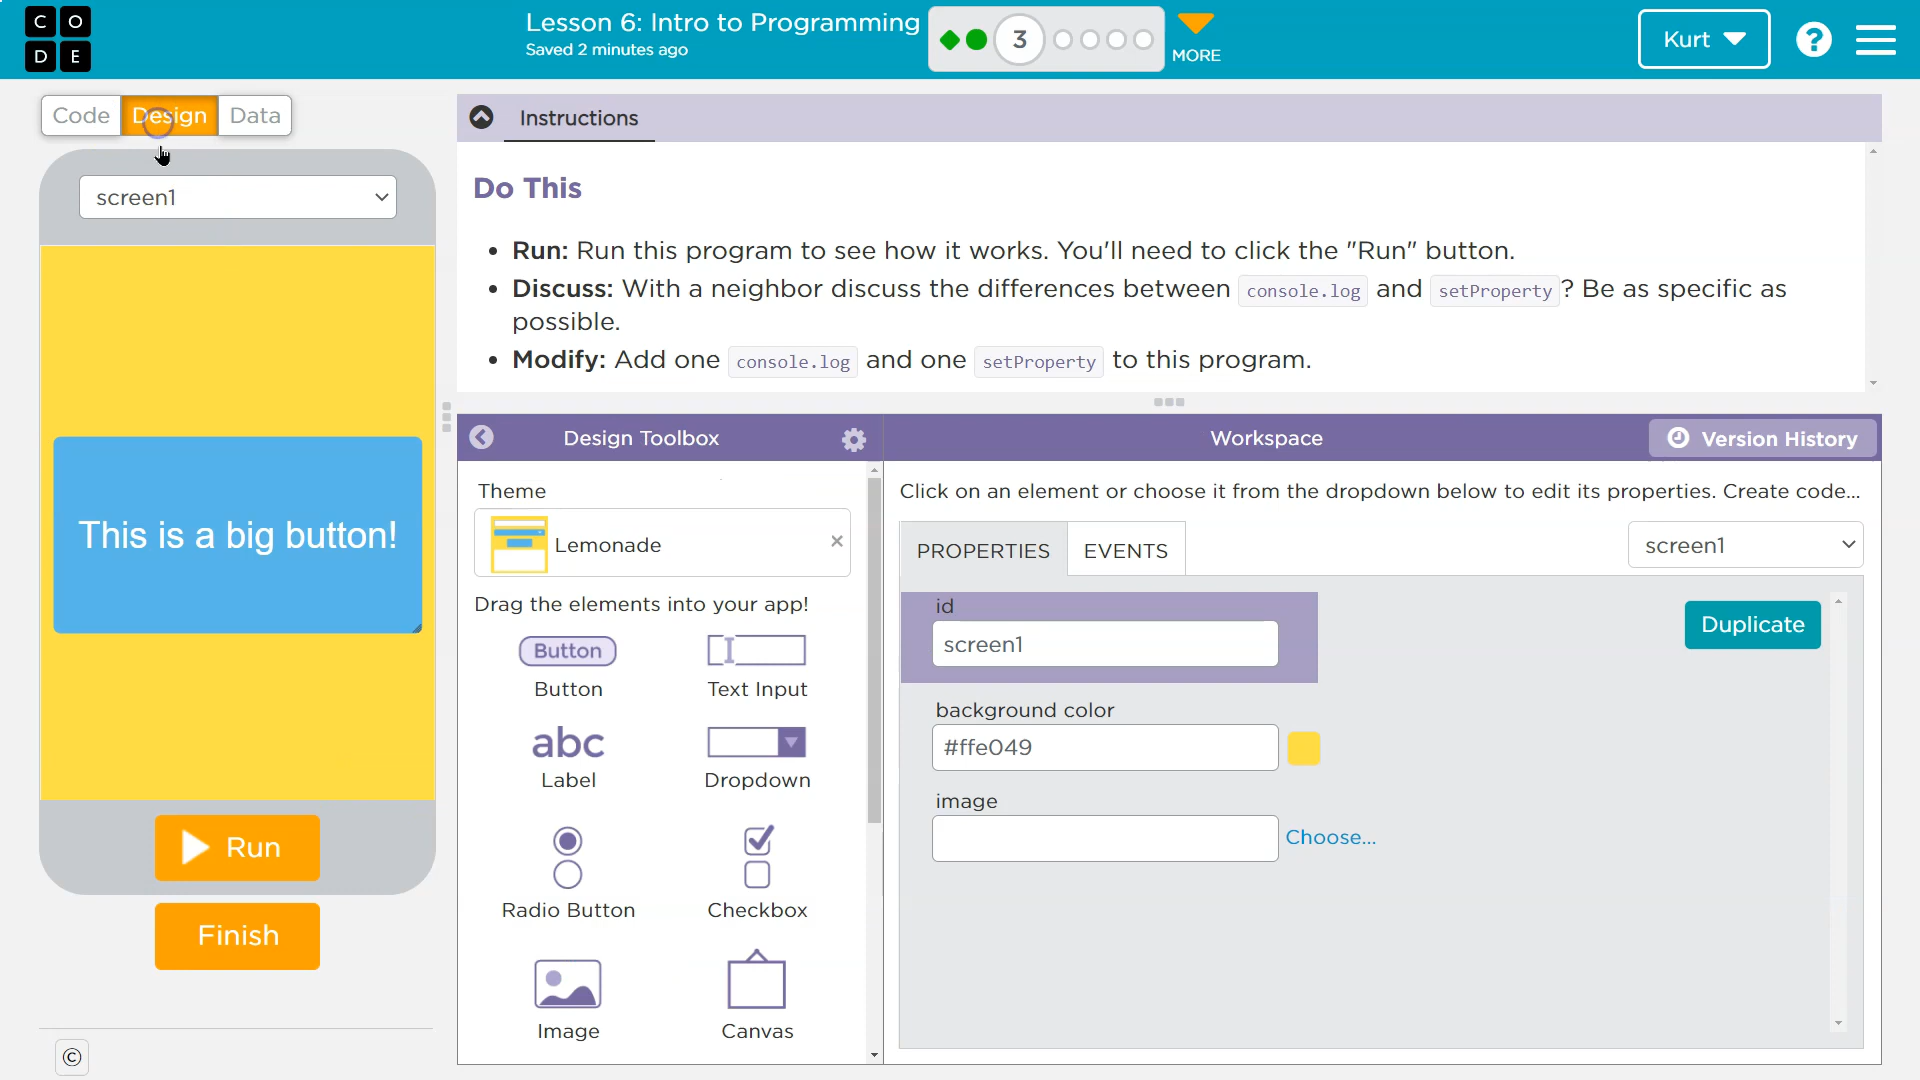 C O
D E
Lesson 6: Intro to Programming
Saved 2 minutes ago
3
MORE
Kurt
?
Code Design Data
screen1
This is a big button!
Run
Finish
©
Instructions
Do This
• Run: Run this program to see how it works. You'll need to click the "Run" button.
• Discuss: With a neighbor discuss the differences between console.log and setProperty? Be as specific as
possible.
• Modify: Add one console.log and one setProperty to this program.
Design Toolbox
Workspace
Version History
Theme
Lemonade ×
Drag the elements into your app!
Button
Button
Text Input
abc
Label
Dropdown
Radio Button
Checkbox
Image
Canvas
Click on an element or choose it from the dropdown below to edit its properties. Create code...
PROPERTIES EVENTS
screen1
id
screen1
Duplicate
background color
#ffe049
image
Choose...